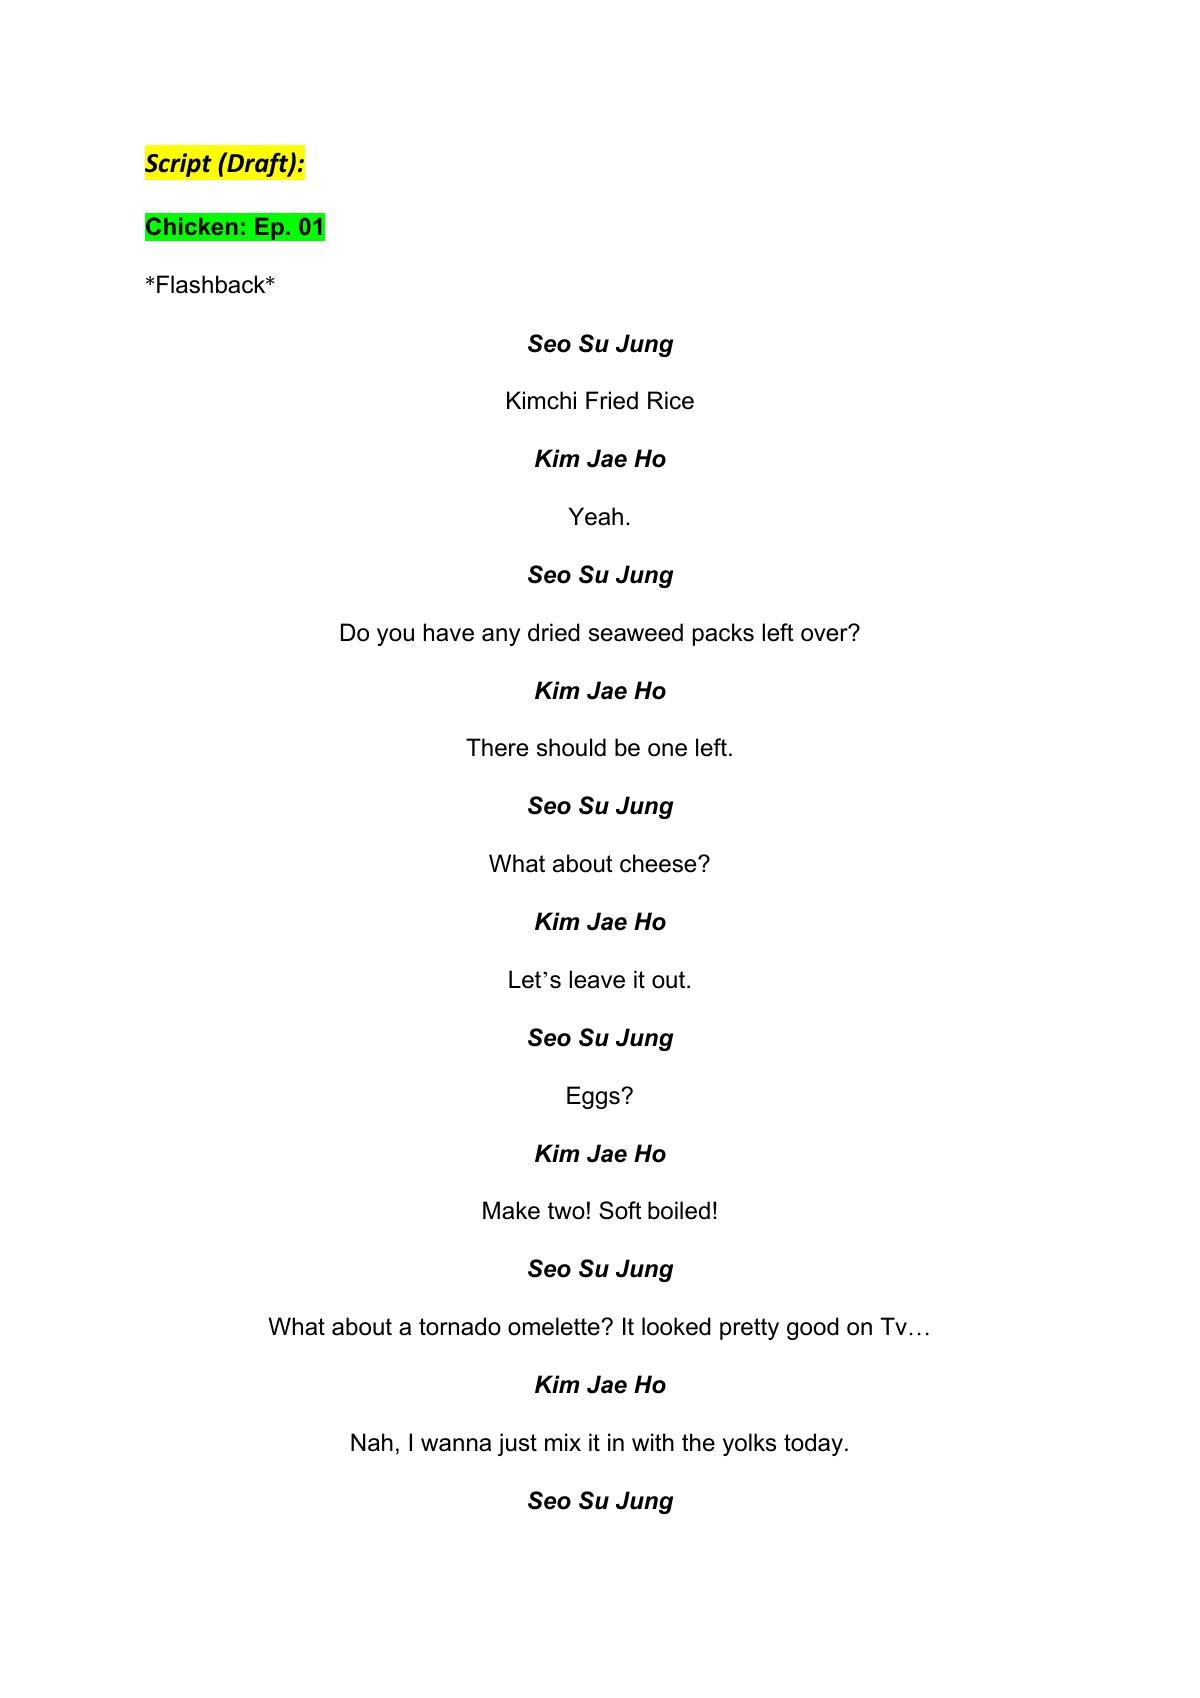 Script (Draft):
Chicken: Ep. 01
*Flashback*
Seo Su Jung
Kimchi Fried Rice
Kim Jae Ho
Yeah.
Seo Su Jung
Do you have any dried seaweed packs left over?
Kim Jae Ho
There should be one left.
Seo Su Jung
What about cheese?
Kim Jae Ho
Let’s leave it out.
Seo Su Jung
Eggs?
Kim Jae Ho
Make two! Soft boiled!
Seo Su Jung
What about a tornado omelette? It looked pretty good on Tv…
Kim Jae Ho
Nah, I wanna just mix it in with the yolks today.
Seo Su Jung